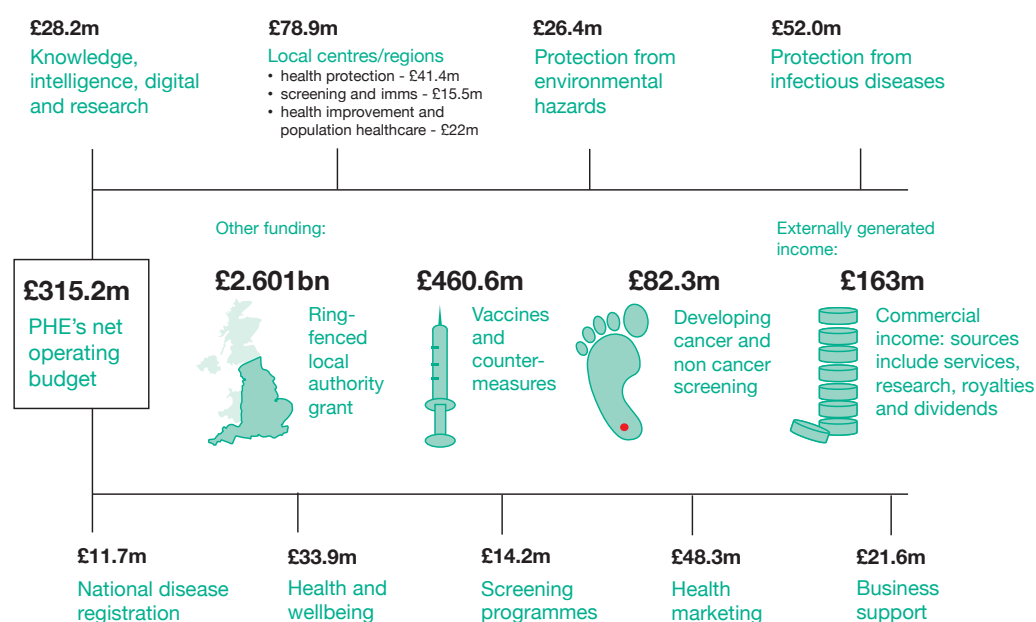 £28.2m
Knowledge,
intelligence, digital
and research
£78.9m
Local centres/regions
• health protection - £41.4m
• screening and imms - £15.5m
• health improvement and
population healthcare - £22m
£26.4m
Protection from
environmental
hazards
£52.0m
Protection from
infectious diseases
£315.2m
PHE’s net
operating
budget
Other funding:
£2.601bn
Ring-
fenced
local
authority
grant
£460.6m
Vaccines
and
counter-
measures
£82.3m
Developing
cancer and
non cancer
screening
Externally generated
income:
£163m
Commercial
income: sources
include services,
research, royalties
and dividends
£11.7m
National disease
registration
£33.9m
Health and
wellbeing
£14.2m
Screening
programmes
£48.3m
Health
marketing
£21.6m
Business
support